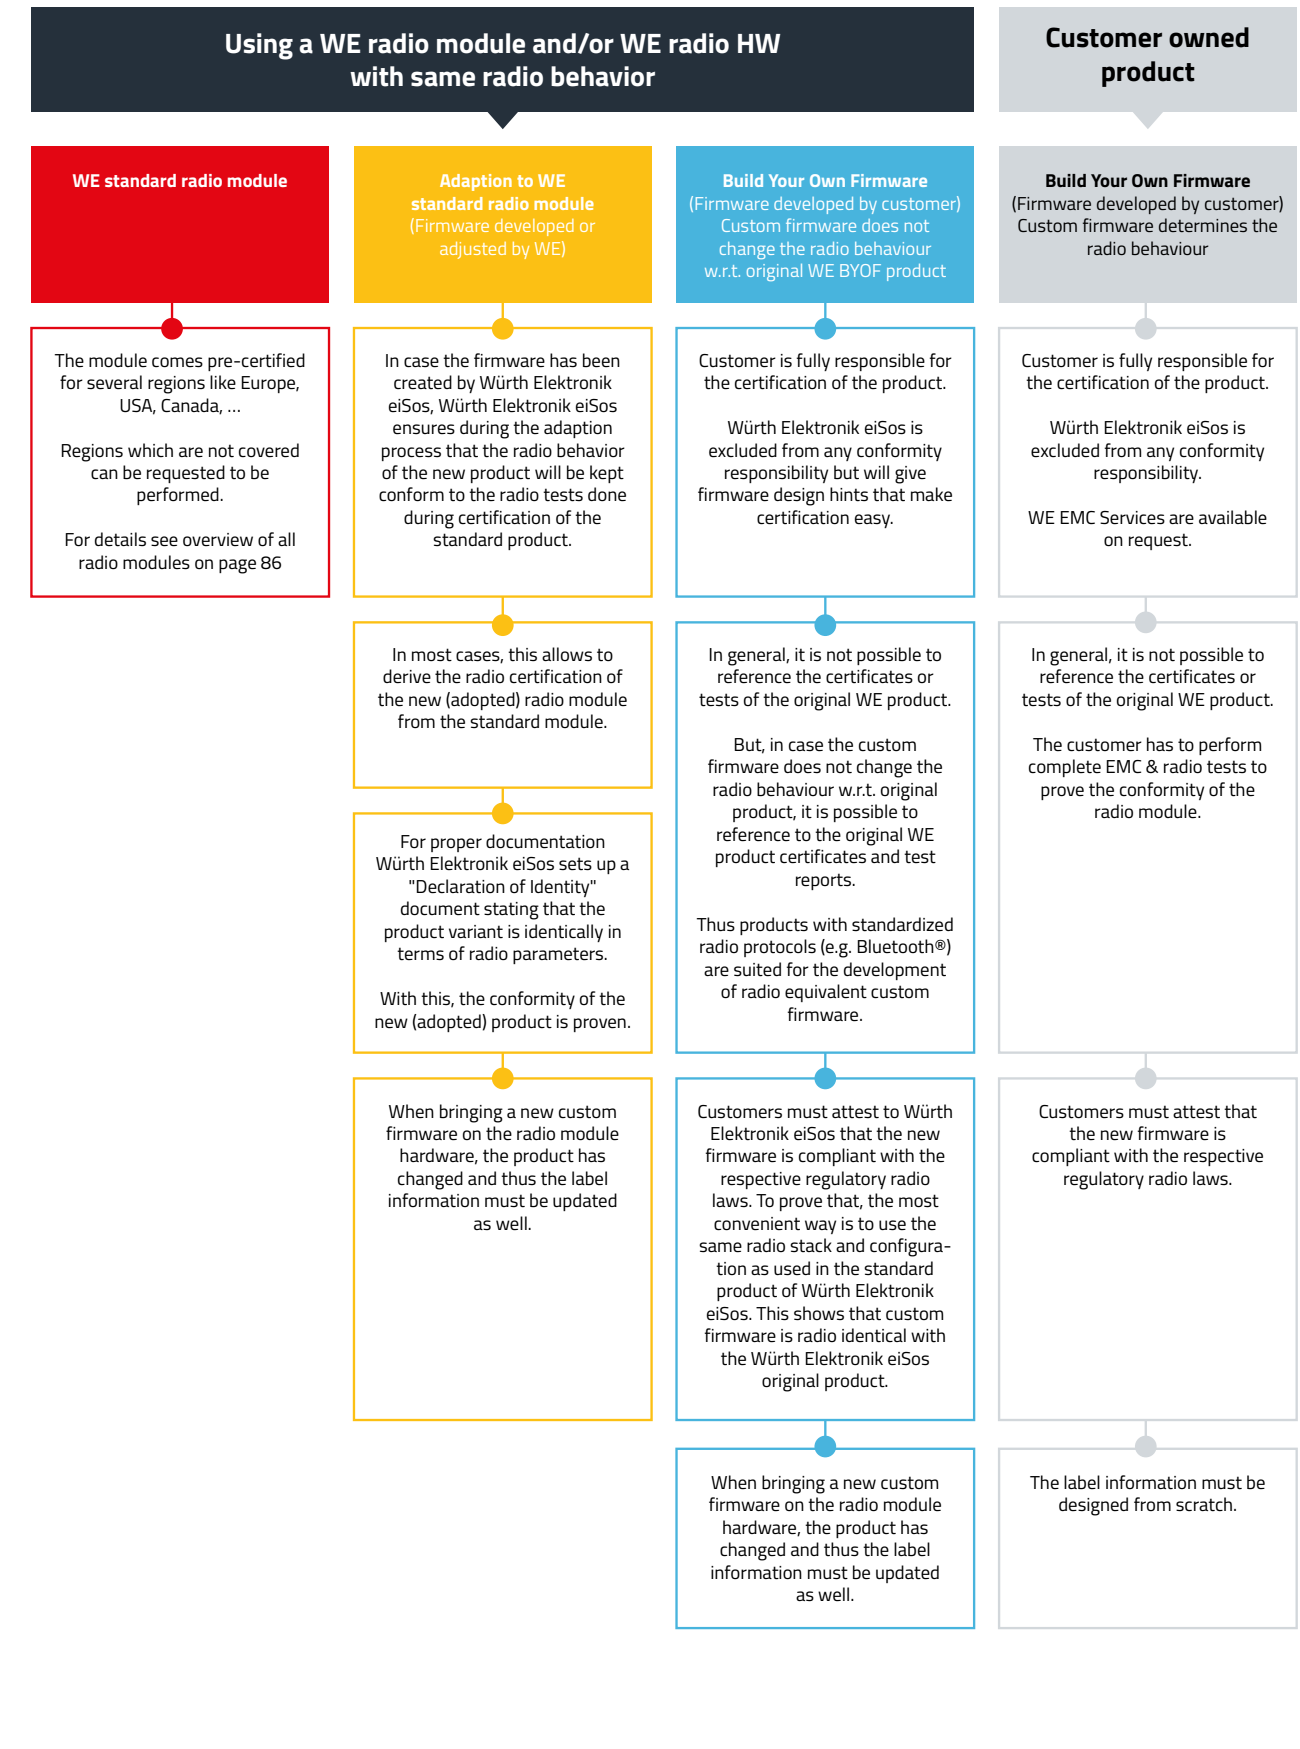 Using a WE radio module and/or WE radio HW
with same radio behavior
Customer owned
product
WE standard radio module
The module comes pre-certified
for several regions like Europe,
USA, Canada, ...
Regions which are not covered
can be requested to be
performed.
For details see overview of all
radio modules on page 86
Adaption to WE
standard radio module
(Firmware developed or
adjusted by WE)
In case the firmware has been
created by Würth Elektronik
eiSos, Würth Elektronik eiSos
ensures during the adaption
process that the radio behavior
of the new product will be kept
conform to the radio tests done
during certification of the
standard product.
In most cases, this allows to
derive the radio certification of
the new (adopted) radio module
from the standard module.
For proper documentation
Würth Elektronik eiSos sets up a
"Declaration of Identity"
document stating that the
product variant is identically in
terms of radio parameters.
With this, the conformity of the
new (adopted) product is proven.
When bringing a new custom
firmware on the radio module
hardware, the product has
changed and thus the label
information must be updated
as well.
Build Your Own Firmware
(Firmware developed by customer)
Custom firmware does not
change the radio behaviour
w.r.t. original WE BYOF product
Customer is fully responsible for
the certification of the product.
Würth Elektronik eiSos is
excluded from any conformity
responsibility but will give
firmware design hints that make
certification easy.
In general, it is not possible to
reference the certificates or
tests of the original WE product.
But, in case the custom
firmware does not change the
radio behaviour w.r.t. original
product, it is possible to
reference to the original WE
product certificates and test
reports.
Thus products with standardized
radio protocols (e.g. Bluetooth®)
are suited for the development
of radio equivalent custom
firmware.
Customers must attest to Würth
Elektronik eiSos that the new
firmware is compliant with the
respective regulatory radio
laws. To prove that, the most
convenient way is to use the
same radio stack and configura-
tion as used in the standard
product of Würth Elektronik
eiSos. This shows that custom
firmware is radio identical with
the Würth Elektronik eiSos
original product.
When bringing a new custom
firmware on the radio module
hardware, the product has
changed and thus the label
information must be updated
as well.
Build Your Own Firmware
(Firmware developed by customer)
Custom firmware determines the
radio behaviour
Customer is fully responsible for
the certification of the product.
Würth Elektronik eiSos is
excluded from any conformity
responsibility.
WE EMC Services are available
on request.
In general, it is not possible to
reference the certificates or
tests of the original WE product.
The customer has to perform
complete EMC & radio tests to
prove the conformity of the
radio module.
Customers must attest that
the new firmware is
compliant with the respective
regulatory radio laws.
The label information must be
designed from scratch.